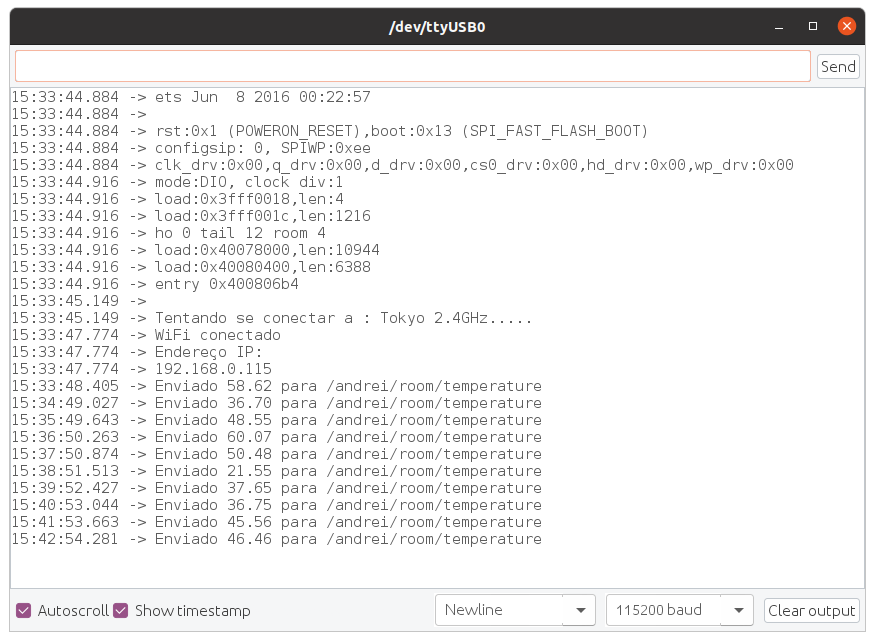 /dev/ttyUSB0
Send
15:33:44.884 -> ets Jun  8 2016 00:22:57
15:33:44.884 ->
15:33:44.884 -> rst:0x1 (POWERON_RESET),boot:0x13 (SPI_FAST_FLASH_BOOT)
15:33:44.884 -> configsip: 0, SPIWP:0xee
15:33:44.884 -> clk_drv:0x00,q_drv:0x00,d_drv:0x00,cs0_drv:0x00,hd_drv:0x00,wp_drv:0x00
15:33:44.916 -> mode:DIO, clock div:1
15:33:44.916 -> load:0x3fff0018,len:4
15:33:44.916 -> load:0x3fff001c,len:1216
15:33:44.916 -> ho 0 tail 12 room 4
15:33:44.916 -> load:0x40078000,len:10944
15:33:44.916 -> load:0x40080400,len:6388
15:33:44.916 -> entry 0x400806b4
15:33:45.149 ->
15:33:45.149 -> Tentando se conectar a : Tokyo 2.4GHz.....
15:33:47.774 -> WiFi conectado
15:33:47.774 -> Endereço IP:
15:33:47.774 -> 192.168.0.115
15:33:48.405 -> Enviado 58.62 para /andrei/room/temperature
15:34:49.027 -> Enviado 36.70 para /andrei/room/temperature
15:35:49.643 -> Enviado 48.55 para /andrei/room/temperature
15:36:50.263 -> Enviado 60.07 para /andrei/room/temperature
15:37:50.874 -> Enviado 50.48 para /andrei/room/temperature
15:38:51.513 -> Enviado 21.55 para /andrei/room/temperature
15:39:52.427 -> Enviado 37.65 para /andrei/room/temperature
15:40:53.044 -> Enviado 36.75 para /andrei/room/temperature
15:41:53.663 -> Enviado 45.56 para /andrei/room/temperature
15:42:54.281 -> Enviado 46.46 para /andrei/room/temperature
Autoscroll Show timestamp Newline 115200 baud Clear output